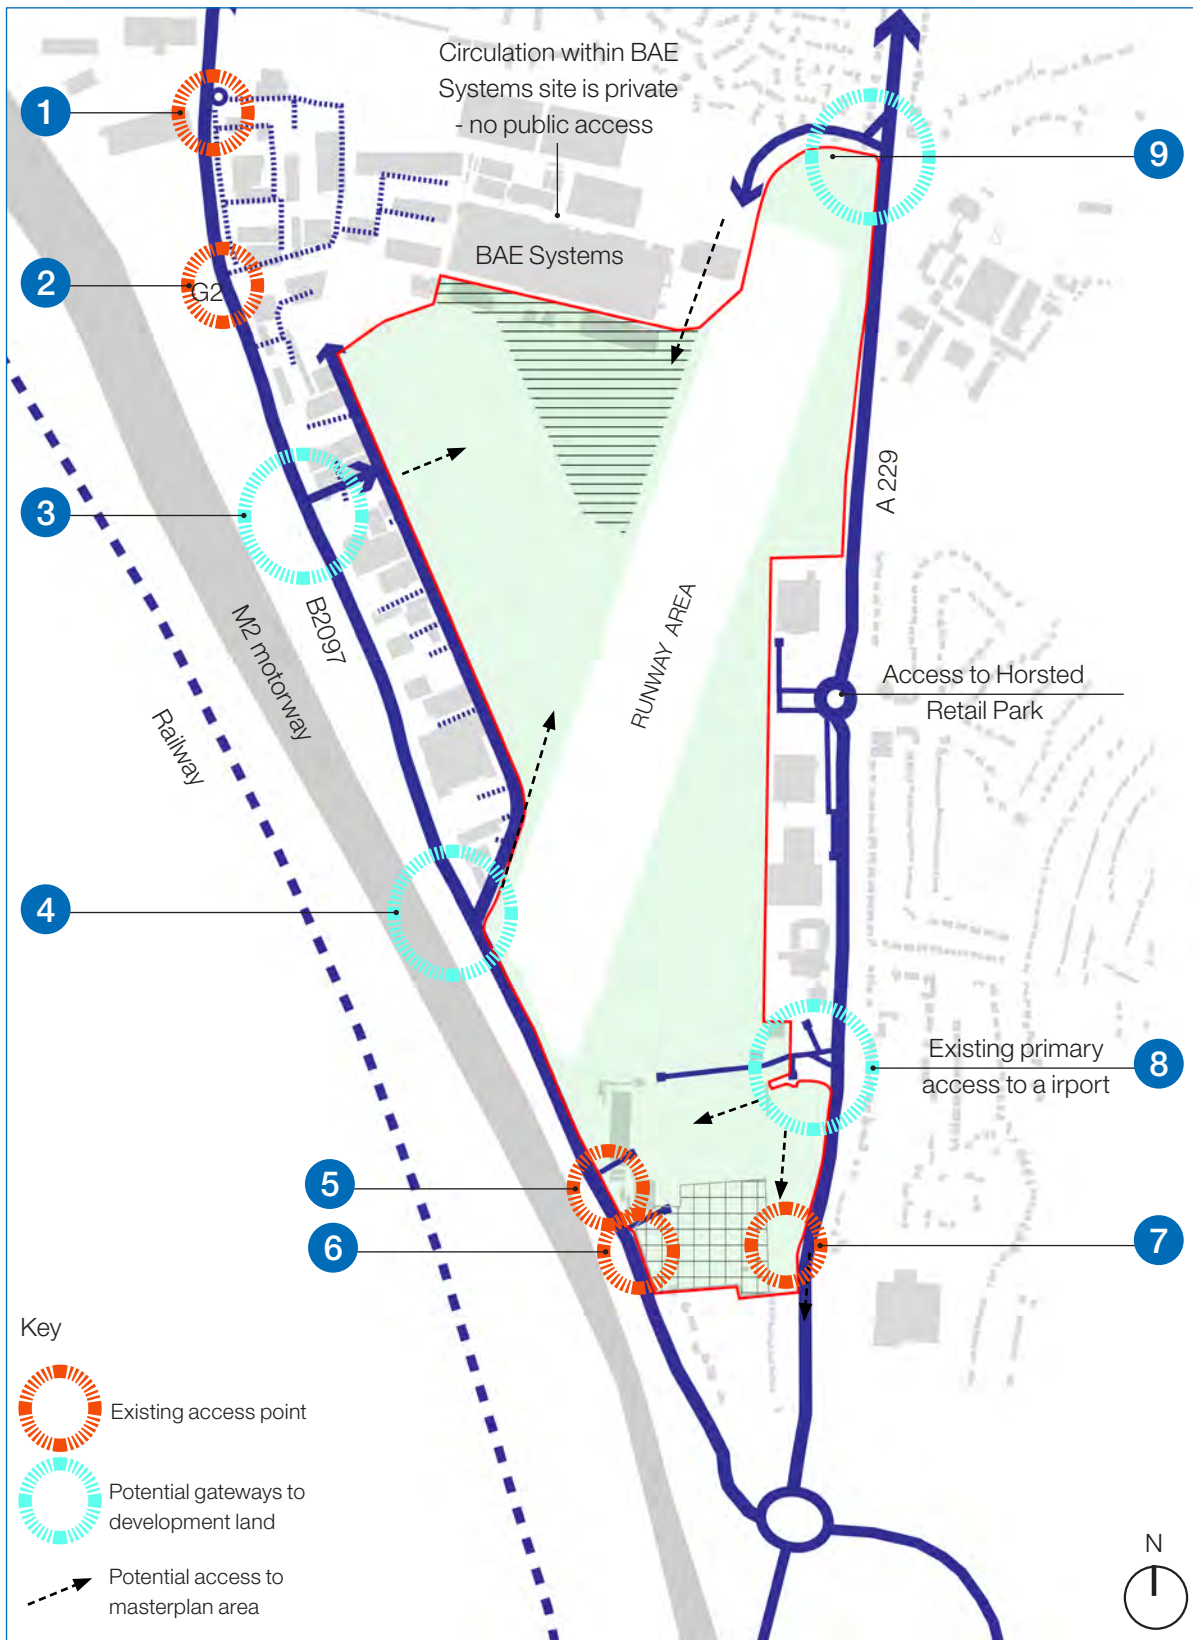 Circulation within BAE
Systems site is private
- no public access
1
9
BAE Systems
2
G2
A 229
3
B2097
M2 motorway
RUNWAY AREA
Access to Horsted
Retail Park
Railway
4
Existing primary
access to a irport
8
5
6
7
Key
Existing access point
Potential gateways to
development land
Potential access to
masterplan area
N